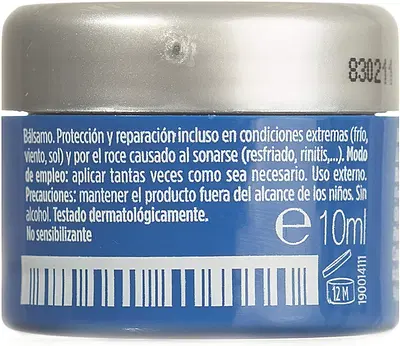 830211
Bálsamo. Protección y reparación incluso en condiciones extremas (frío,
viento, sol) y por el roce causado al sonarse (resfriado, rinitis,...). Modo
de empleo: aplicar tantas veces como sea necesario. Uso externo.
Precauciones: mantener el producto fuera del alcance de los niños. Sin
alcohol. Testado dermatológicamente.
No sensibilizante
e 10ml
12 M
190014111